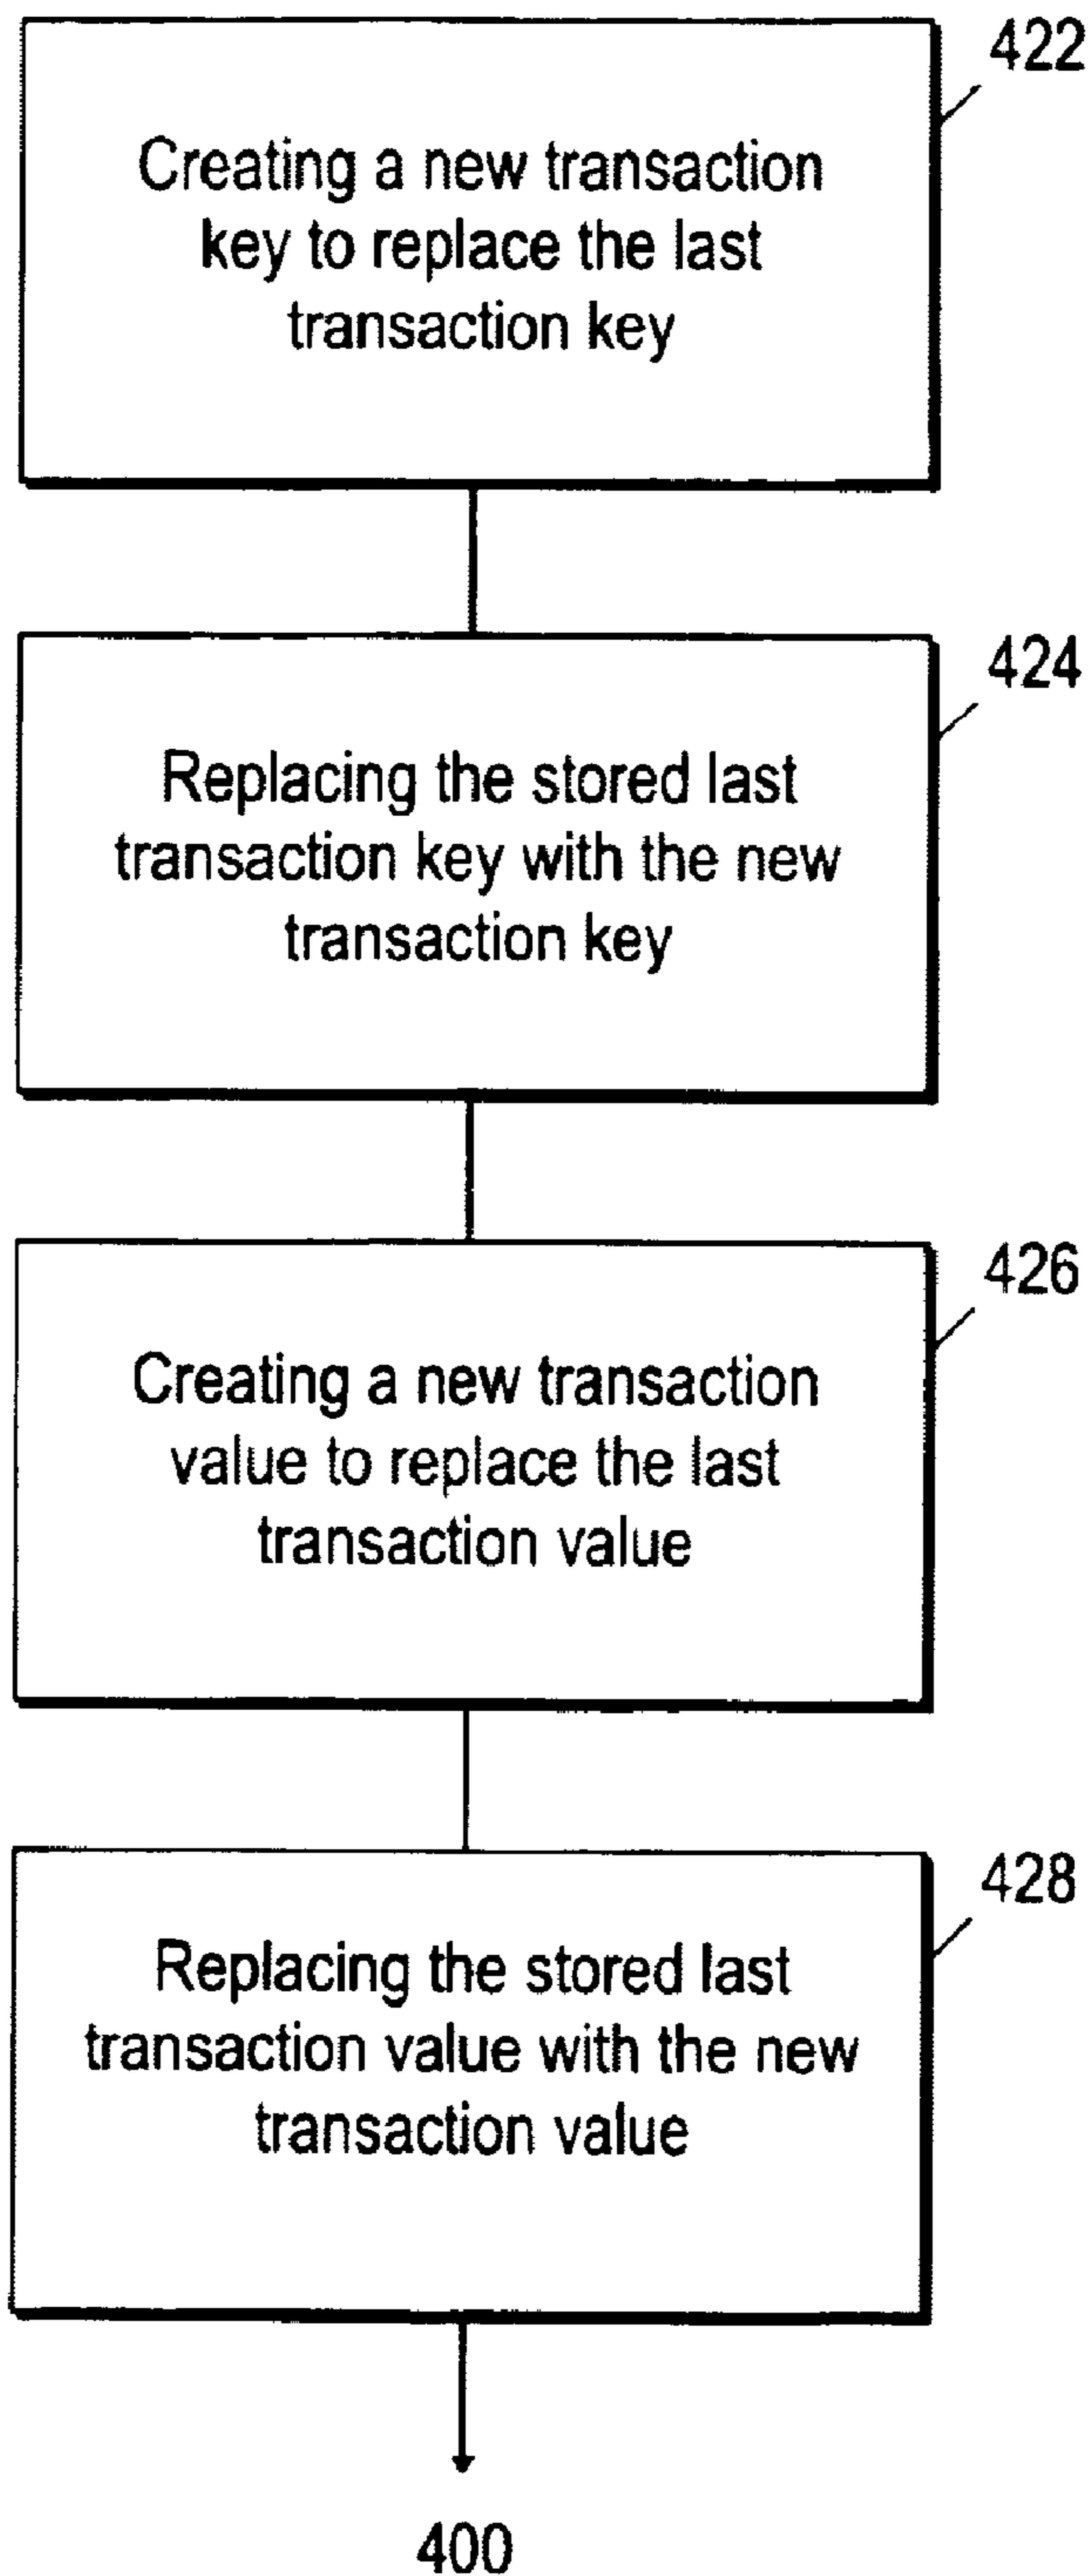 422
Creating a new transaction
key to replace the last
transaction key
424
Replacing the stored last
transaction key with the new
transaction key
426
Creating a new transaction
value to replace the last
transaction value
428
Replacing the stored last
transaction value with the new
transaction value
400